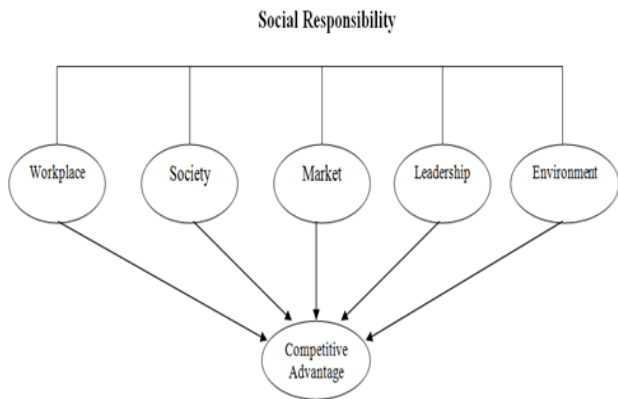 Social Responsibility
Workplace
Society
Market
Leadership
Environment
Competitive
Advantage